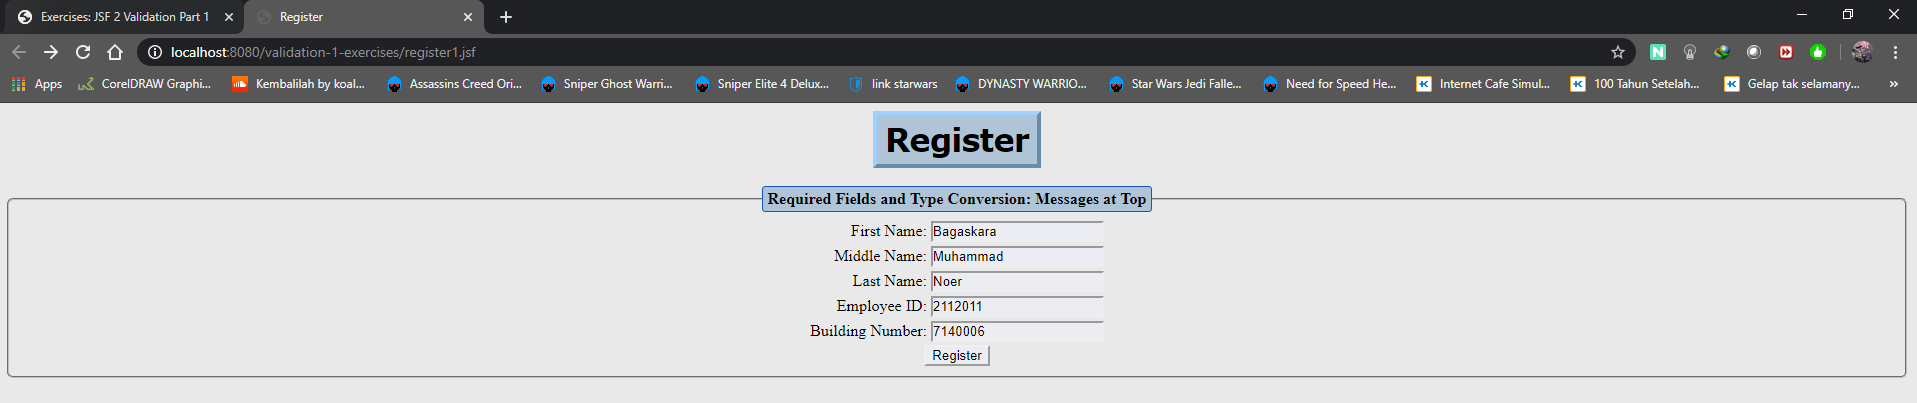 Exercises: JSF 2 Validation Part 1
Register
localhost:8080/validation-1-exercises/register1.jsf
Apps CorelDRAW Graphi... Kembalilah by koal... Assassins Creed Ori... Sniper Ghost Warri... Sniper Elite 4 Delux... link starwars DYNASTY WARRIO... Star Wars Jedi Falle... Need for Speed He... Internet Cafe Simul... 100 Tahun Setelah... Gelap tak selamany... »
Register
Required Fields and Type Conversion: Messages at Top
First Name: Bagaskara
Middle Name: Muhammad
Last Name: Noer
Employee ID: 2112011
Building Number: 7140006
Register